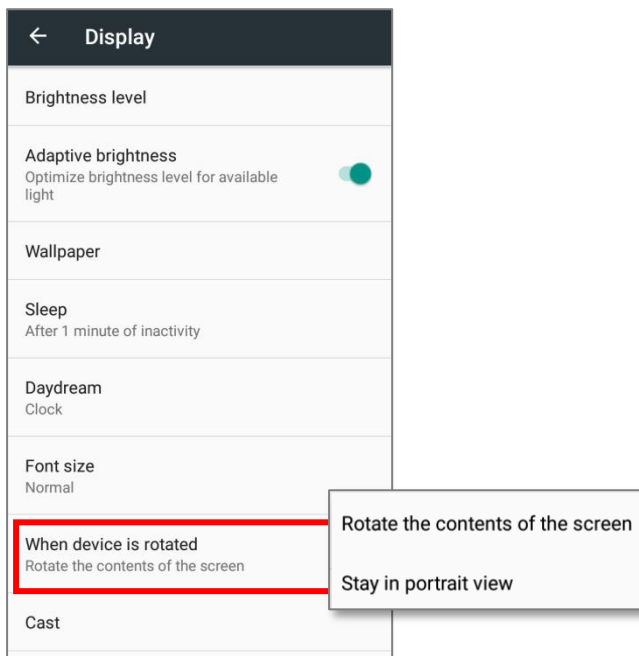 Display
Brightness level
Adaptive brightness
Optimize brightness level for available
light
Wallpaper
Sleep
After 1 minute of inactivity
Daydream
Clock
Font size
Normal
When device is rotated
Rotate the contents of the screen
Rotate the contents of the screen
Stay in portrait view
Cast